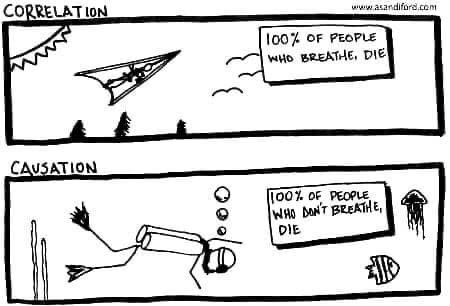 CORRELATION
www.asandiford.com
100% OF PEOPLE
WHO BREATHE, DIE
CAUSATION
100% OF PEOPLE
WHO DON'T BREATHE,
DIE